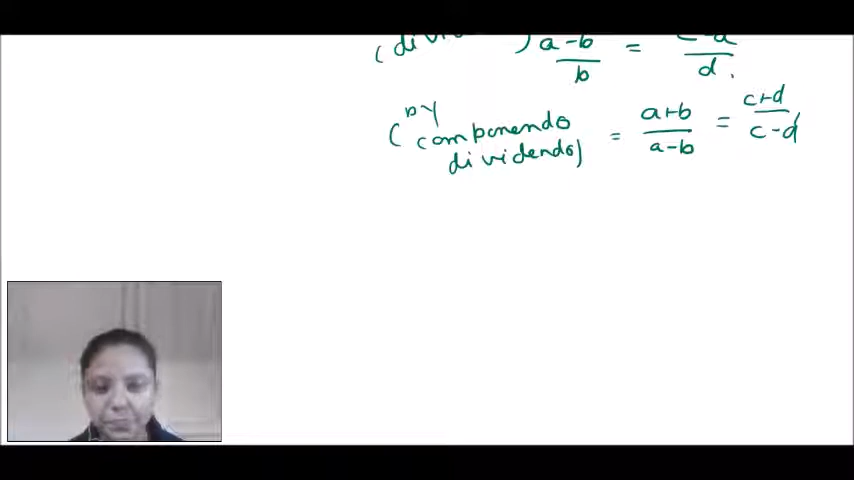 a-b/b = /d.
(by componendo = a+b/a-b = c+d/c-d
dividendo)